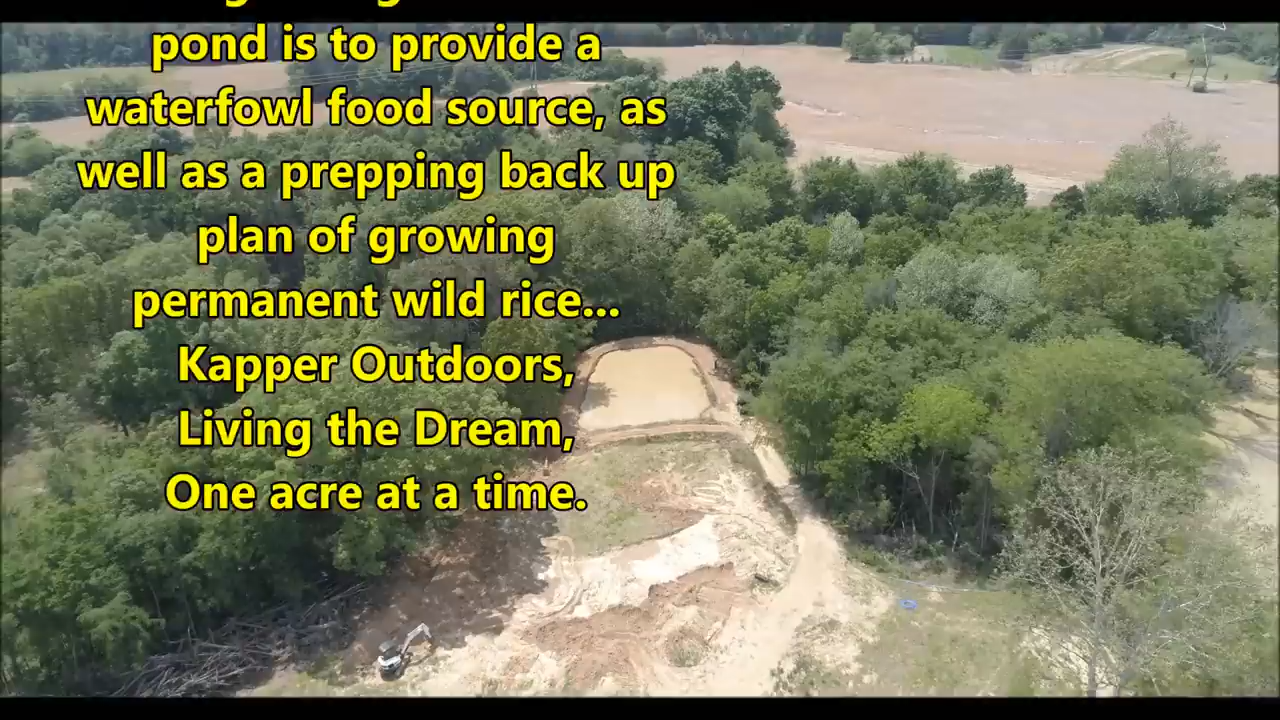 pond is to provide a
waterfowl food source, as
well as a prepping back up
plan of growing
permanent wild rice...
Kapper Outdoors,
Living the Dream,
One acre at a time.